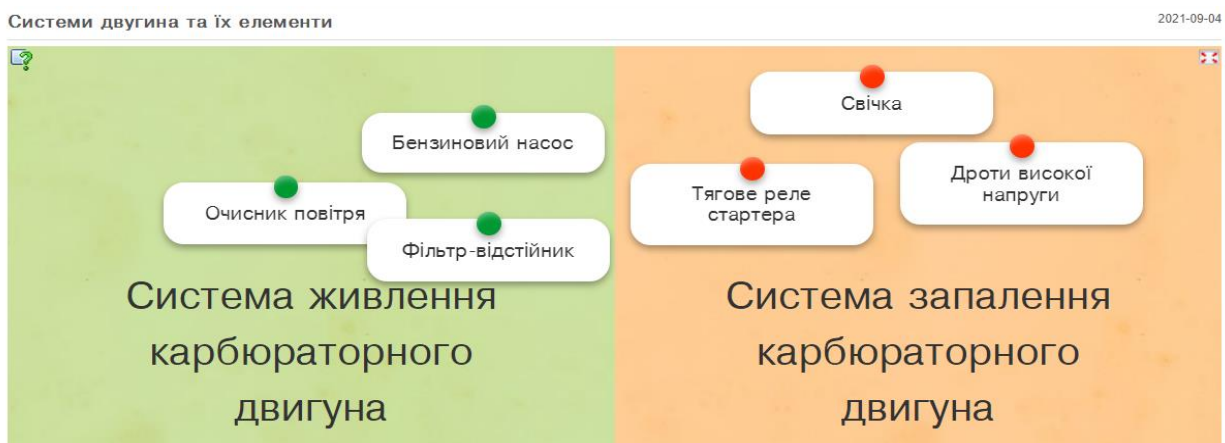 Системи двугина та їх елементи
2021-09-04
Бензиновий насос
Очисник повітря
Фільтр-відстійник
Система живлення
карбюраторного
двигуна
Свічка
Дроти високої
напруги
Тягове реле
стартера
Система запалення
карбюраторного
двигуна